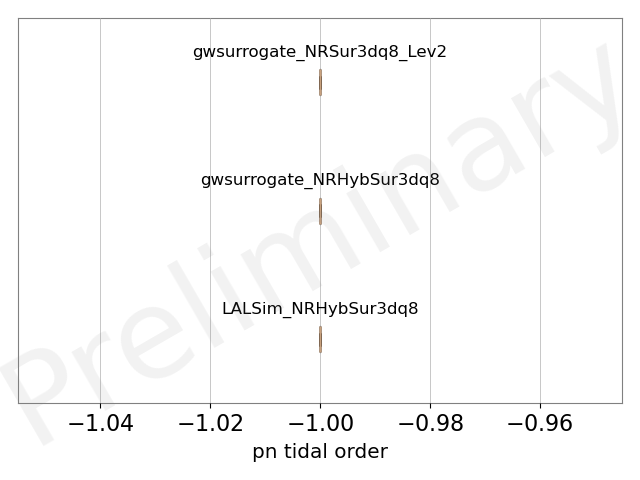 gwsurrogate_NRSur3dq8_Lev2
gwsurrogate_NRHybSur3dq8
LALSim_NRHybSur3dq8
Preliminary
−1.04 −1.02 −1.00 −0.98 −0.96
pn tidal order